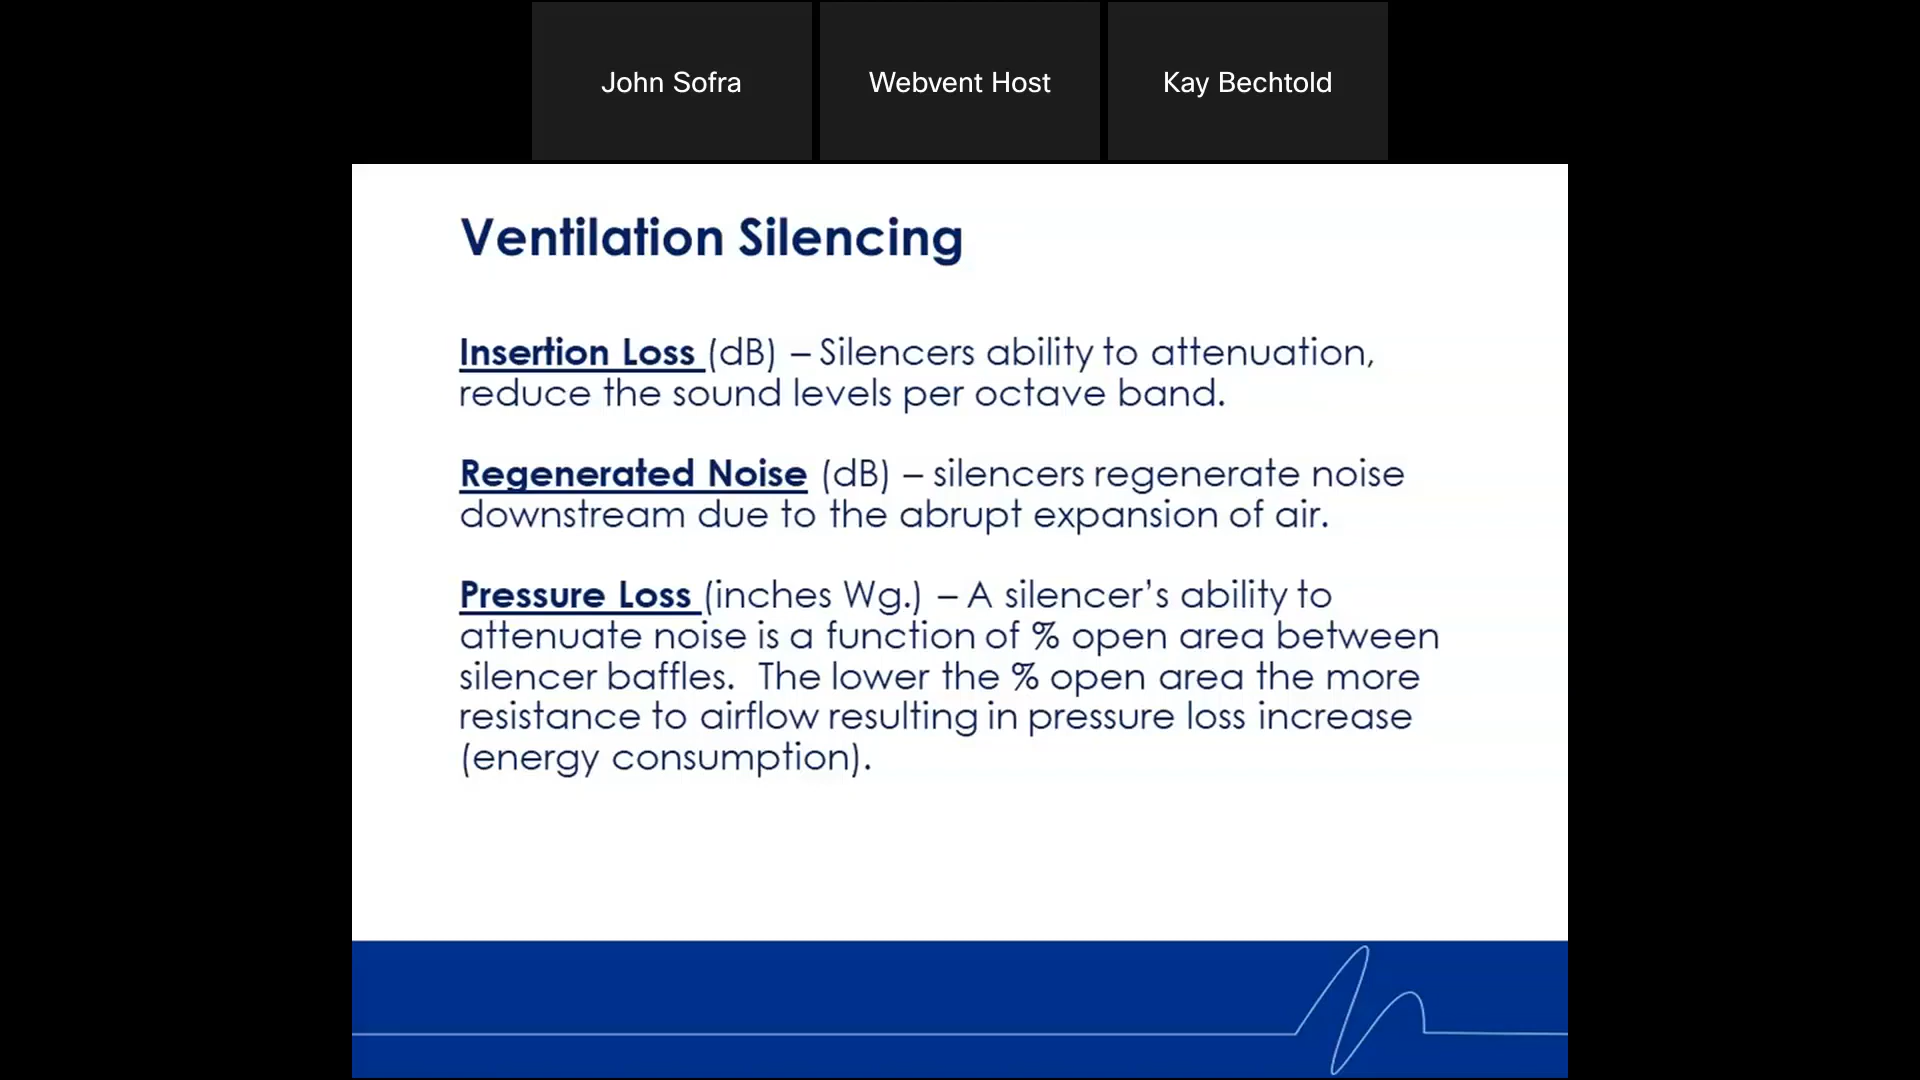 John Sofra
Webvent Host
Kay Bechtold
Ventilation Silencing
Insertion Loss (dB) – Silencers ability to attenuation,
reduce the sound levels per octave band.
Regenerated Noise (dB) – silencers regenerate noise
downstream due to the abrupt expansion of air.
Pressure Loss (inches Wg.) – A silencer’s ability to
attenuate noise is a function of % open area between
silencer baffles.  The lower the % open area the more
resistance to airflow resulting in pressure loss increase
(energy consumption).